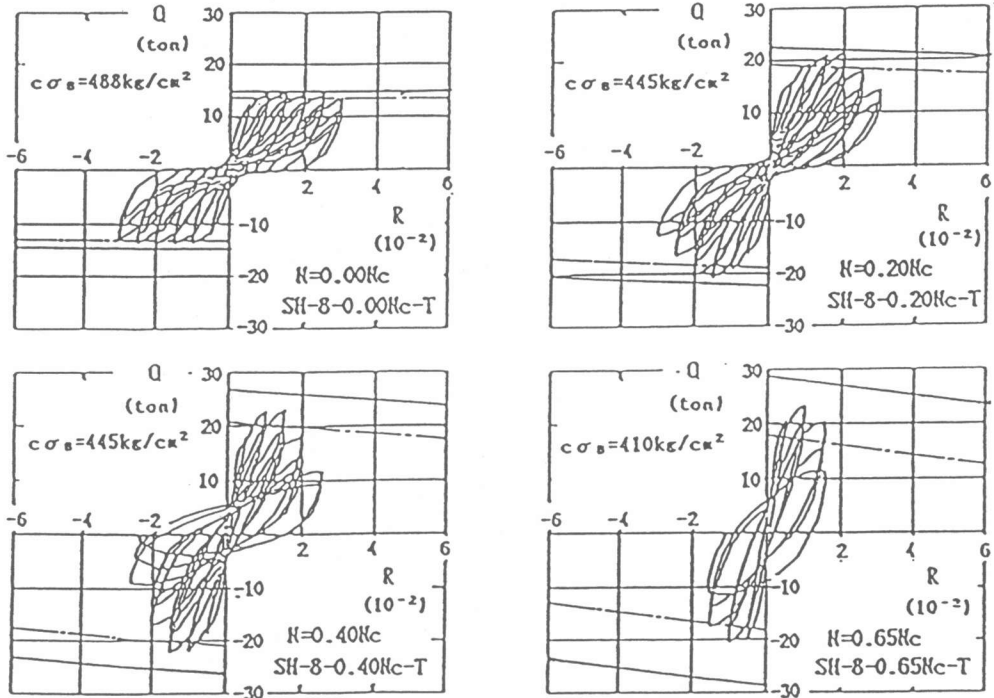 Q
(ton)
cσB=488kg/cm²
30
20
10
-6
-4
-2
2
4
6
-10
-20
-30
R
(10⁻²)
N=0.00Nc
SH-8-0.00Nc-T
Q
(ton)
cσB=445kg/cm²
30
20
10
-6
-4
-2
2
4
6
-10
-20
-30
R
(10⁻²)
N=0.20Nc
SH-8-0.20Nc-T
Q
(ton)
cσB=445kg/cm²
30
20
10
-6
-4
-2
2
4
6
-10
-20
-30
R
(10⁻²)
N=0.40Nc
SH-8-0.40Nc-T
Q
(ton)
cσB=410kg/cm²
30
20
10
-6
-4
-2
2
4
6
-10
-20
-30
R
(10⁻²)
N=0.65Nc
SH-8-0.65Nc-T